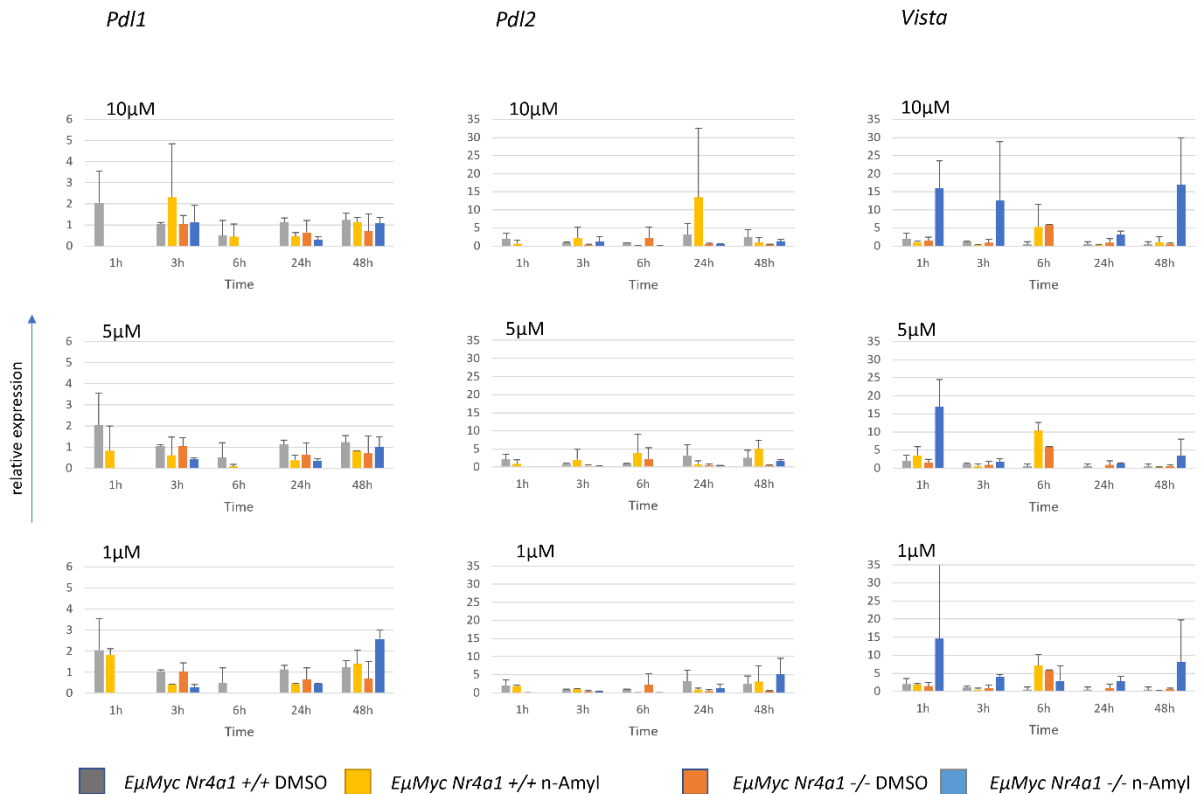 Pdl1
Pdl2
Vista
10µM
6
5
4
3
2
1
0
1h 3h 6h 24h 48h
Time
10µM
35
30
25
20
15
10
5
0
1h 3h 6h 24h 48h
Time
10µM
35
30
25
20
15
10
5
0
1h 3h 6h 24h 48h
Time
relative expression
5µM
6
5
4
3
2
1
0
1h 3h 6h 24h 48h
Time
5µM
35
30
25
20
15
10
5
0
1h 3h 6h 24h 48h
Time
5µM
35
30
25
20
15
10
5
0
1h 3h 6h 24h 48h
Time
1µM
6
5
4
3
2
1
0
1h 3h 6h 24h 48h
Time
1µM
35
30
25
20
15
10
5
0
1h 3h 6h 24h 48h
Time
1µM
35
30
25
20
15
10
5
0
1h 3h 6h 24h 48h
Time
EµMyc Nr4a1 +/+ DMSO
EµMyc Nr4a1 +/+ n-Amyl
EµMyc Nr4a1 -/- DMSO
EµMyc Nr4a1 -/- n-Amyl